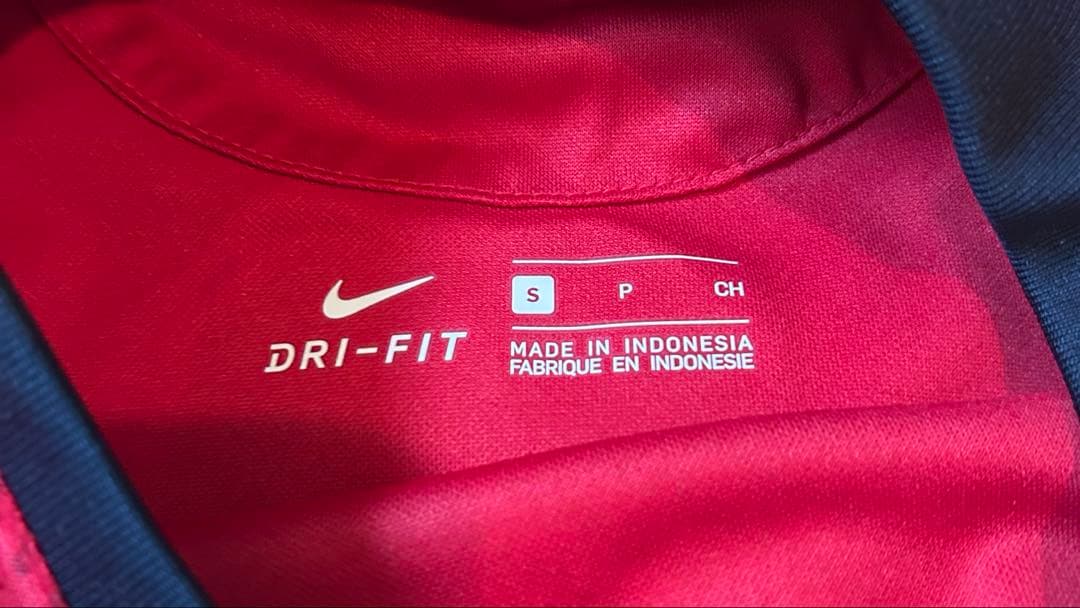 DRI-FIT
S P CH
MADE IN INDONESIA
FABRIQUE EN INDONESIE